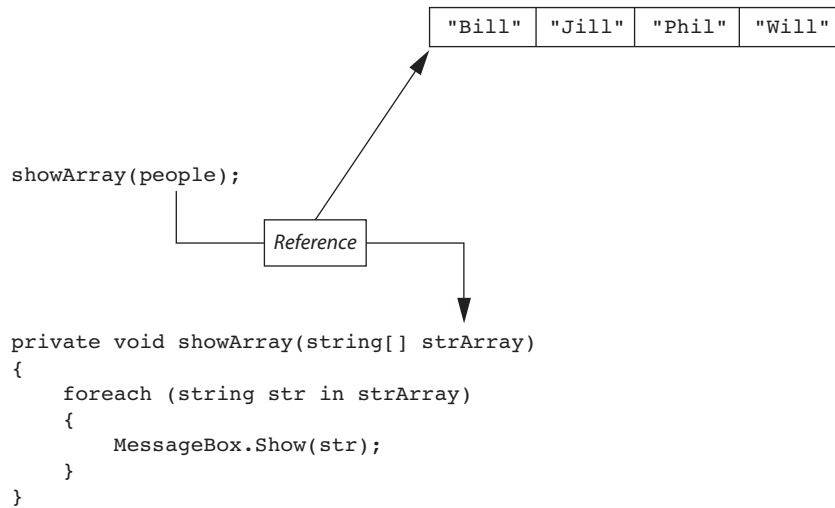 "Bill" "Jill" "Phil" "Will"
showArray(people);
Reference
private void showArray(string[] strArray)
{
    foreach (string str in strArray)
    {
        MessageBox.Show(str);
    }
}